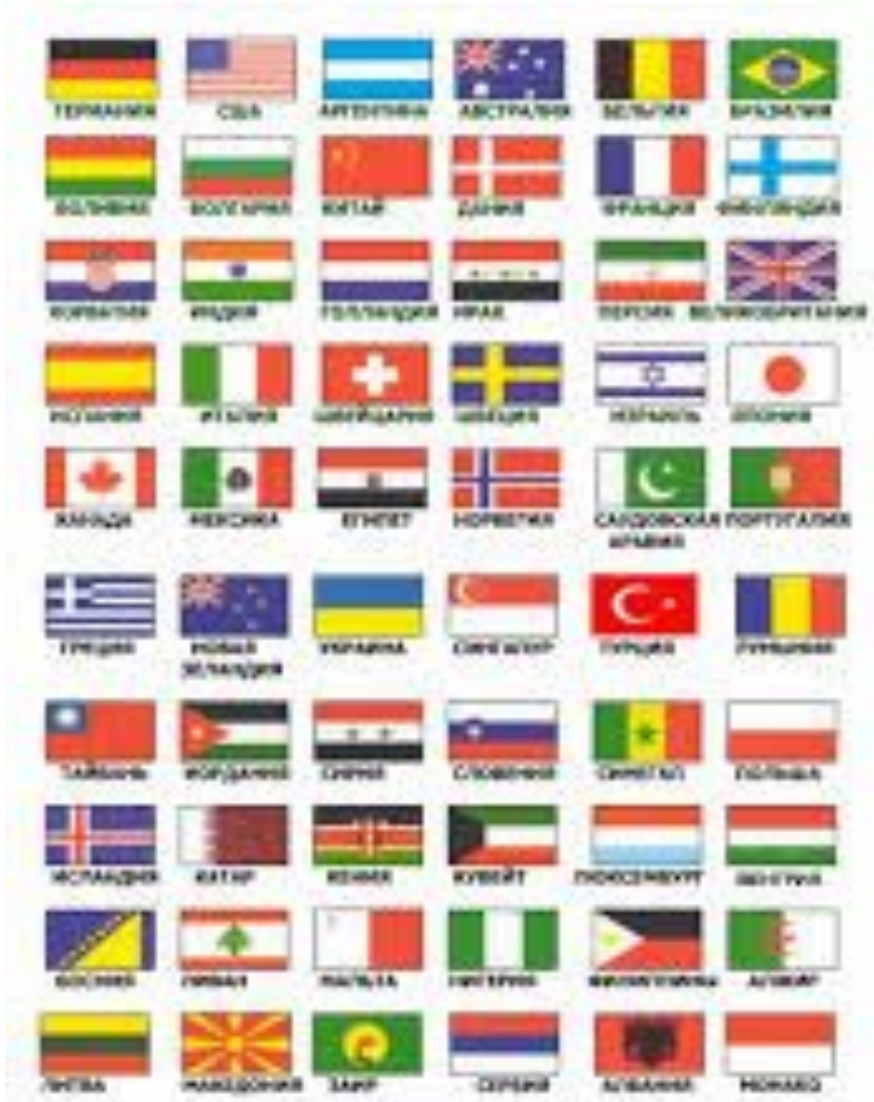 ГЕРМАНИЯ США АРГЕНТИНА АВСТРАЛИЯ БЕЛЬГИЯ БРАЗИЛИЯ
БОЛИВИЯ БОЛГАРИЯ КИТАЙ ДАНИЯ ФРАНЦИЯ ФИНЛЯНДИЯ
ХОРВАТИЯ ИНДИЯ ГОЛЛАНДИЯ ИРАК ПЕРСИЯ ВЕЛИКОБРИТАНИЯ
ИСПАНИЯ ИТАЛИЯ ШВЕЙЦАРИЯ ШВЕЦИЯ ИЗРАИЛЬ ЯПОНИЯ
КАНАДА МЕКСИКА ЕГИПЕТ НОРВЕГИЯ САУДОВСКАЯ ПОРТУГАЛИЯ
АРАВИЯ
ГРЕЦИЯ НОВАЯ УКРАИНА СИНГАПУР ТУРЦИЯ РУМЫНИЯ
ЗЕЛАНДИЯ
ТАЙВАНЬ ИОРДАНИЯ СИРИЯ СЛОВЕНИЯ СЕНЕГАЛ ПОЛЬША
ИСЛАНДИЯ КАТАР КЕНИЯ КУВЕЙТ ЛЮКСЕМБУРГ ВЕНГРИЯ
БОСНИЯ ЛИВАН МАЛЬТА НИГЕРИЯ ФИЛИППИНЫ АЛЖИР
ЛИТВА МАКЕДОНИЯ ЗАИР СЕРБИЯ АЛБАНИЯ МОНАКО